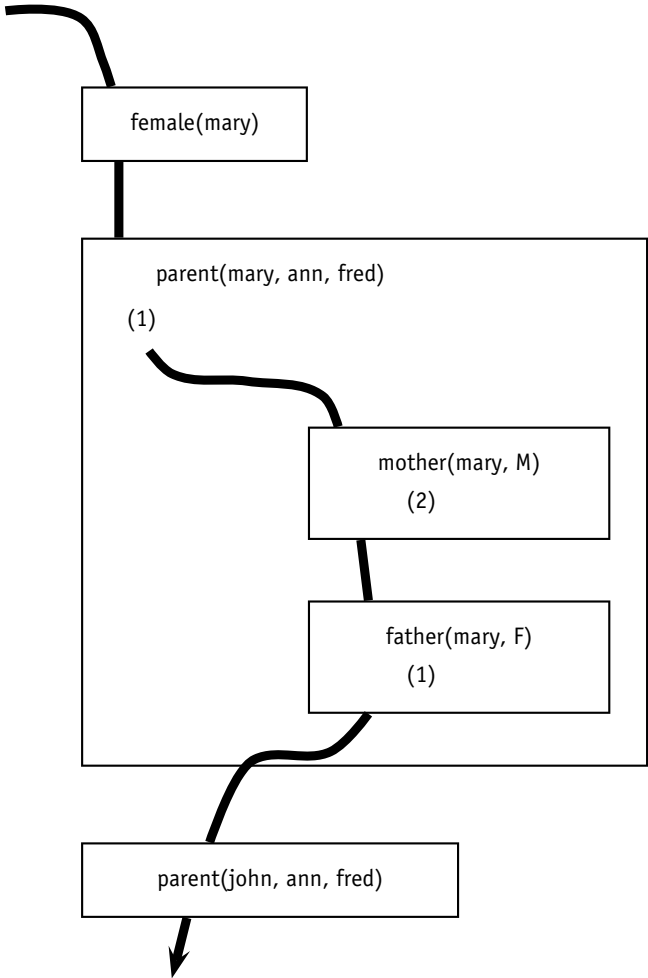 female(mary)
parent(mary, ann, fred)
(1)
mother(mary, M)
(2)
father(mary, F)
(1)
parent(john, ann, fred)